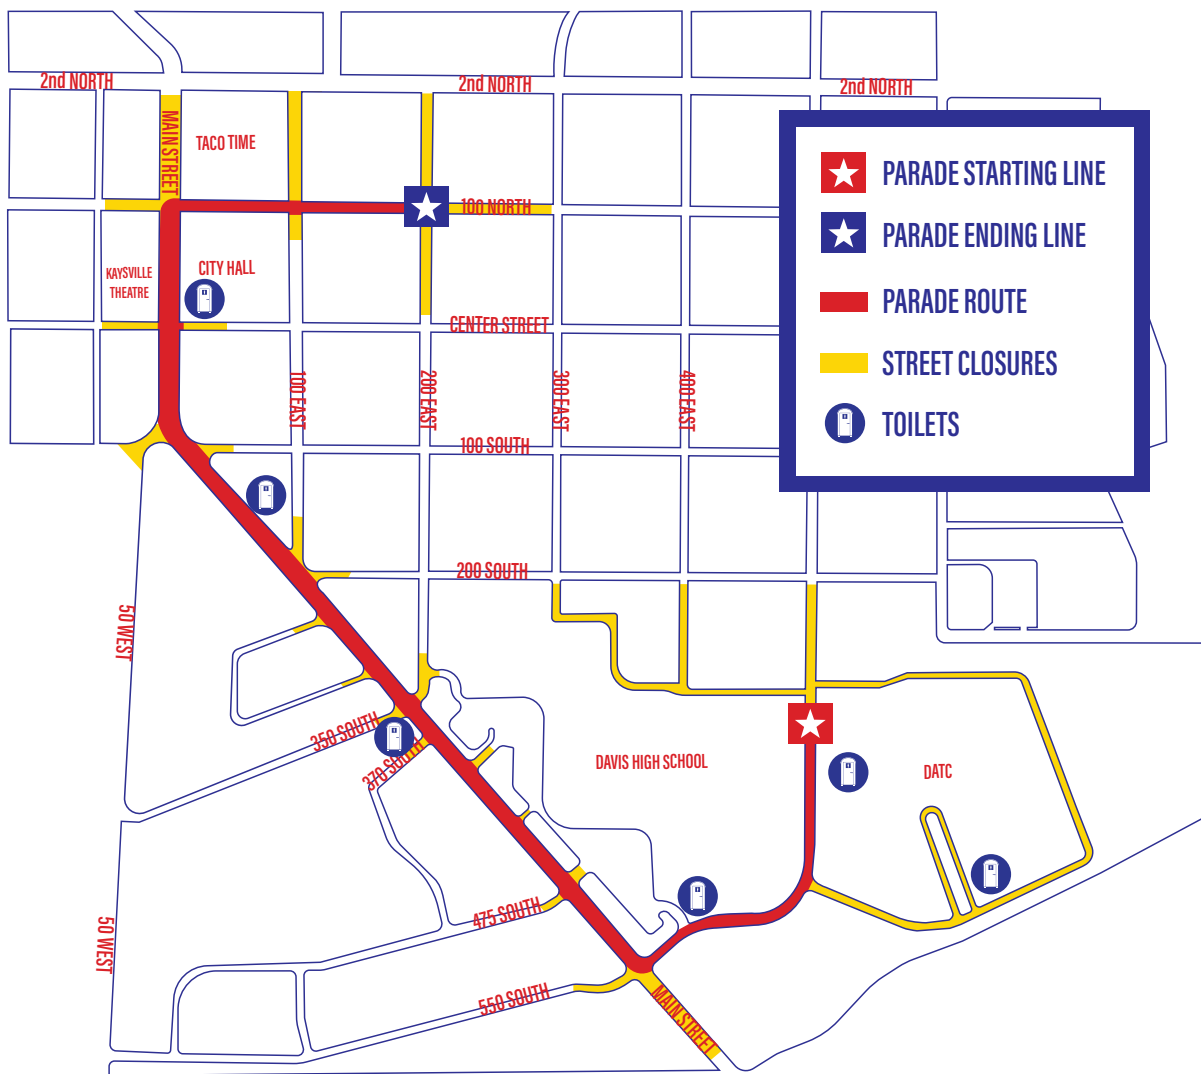 2nd NORTH
2nd NORTH
2nd NORTH
MAIN STREET
TACO TIME
PARADE STARTING LINE
100 NORTH
PARADE ENDING LINE
KAYSVILLE
THEATRE
CITY HALL
PARADE ROUTE
CENTER STREET
STREET CLOSURES
100 EAST
200 EAST
300 EAST
400 EAST
TOILETS
100 SOUTH
200 SOUTH
50 WEST
350 SOUTH
370 SOUTH
DAVIS HIGH SCHOOL
DATC
475 SOUTH
50 WEST
550 SOUTH
MAIN STREET